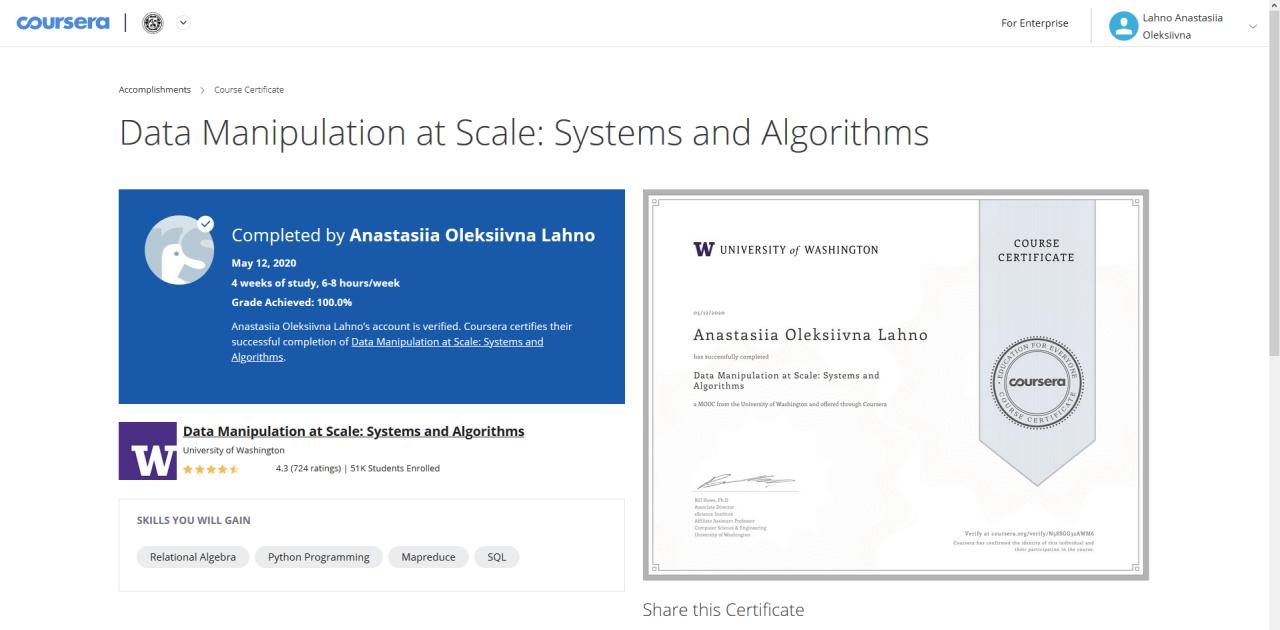 coursera
For Enterprise
Lahno Anastasiia
Oleksiivna
Accomplishments > Course Certificate
Data Manipulation at Scale: Systems and Algorithms
Completed by Anastasiia Oleksiivna Lahno
May 12, 2020
4 weeks of study, 6-8 hours/week
Grade Achieved: 100.0%
Anastasiia Oleksiivna Lahno's account is verified. Coursera certifies their
successful completion of Data Manipulation at Scale: Systems and
Algorithms.
W
Data Manipulation at Scale: Systems and Algorithms
University of Washington
4.3 (724 ratings) | 51K Students Enrolled
SKILLS YOU WILL GAIN
Relational Algebra
Python Programming
Mapreduce
SQL
W UNIVERSITY of WASHINGTON
COURSE
CERTIFICATE
05/12/2020
Anastasiia Oleksiivna Lahno
has successfully completed
Data Manipulation at Scale: Systems and
Algorithms
a MOOC from the University of Washington and offered through Coursera
EDUCATION FOR EVERYONE
coursera
COURSE CERTIFICATE
Bill Howe, Ph.D
Associate Director
eScience Institute
Affiliate Assistant Professor
Computer Science & Engineering
University of Washington
Verify at
Coursera has confirmed the identity of this individual and
their participation in the course.
Share this Certificate